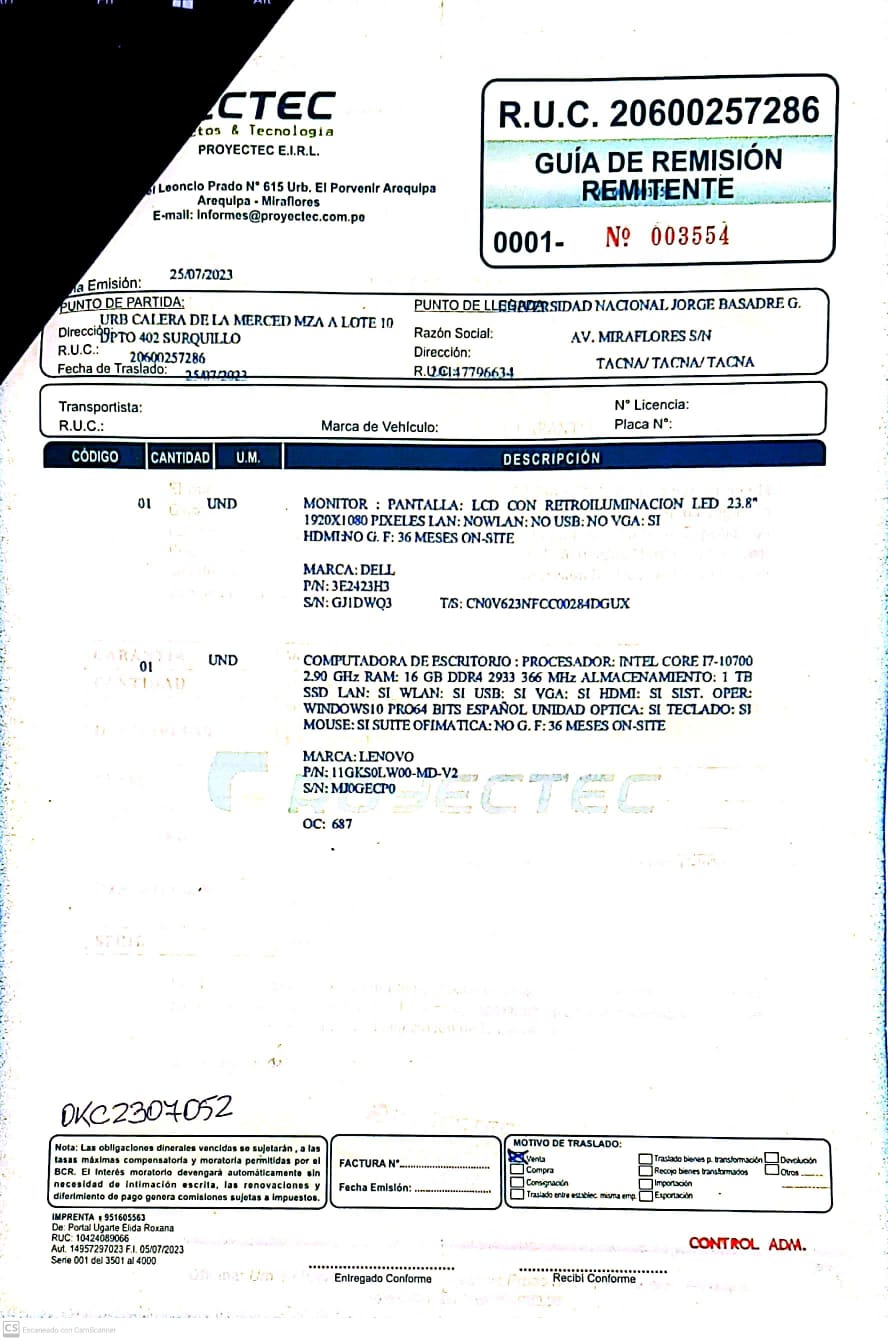 ECTEC
tos & Tecnología
PROYECTEC E.I.R.L.
Leoncio Prado N° 615 Urb. El Porvenir Arequipa
Arequipa - Miraflores
E-mail: Informes@proyectec.com.pe
R.U.C. 20600257286
GUÍA DE REMISIÓN
REMITENTE
0001- Nº 003554
Emisión: 25/07/2023
PUNTO DE PARTIDA:
URB CALERA DE LA MERCED MZA A LOTE 10
Dirección: DPTO 402 SURQUILLO
R.U.C.: 20600257286
Fecha de Traslado: 25/07/2023
PUNTO DE LLEGADA: UNIVERSIDAD NACIONAL JORGE BASADRE G.
Razón Social: AV. MIRAFLORES S/N
Dirección: TACNA/ TACNA/ TACNA
R.U.C.: 20147796634
Transportista:
R.U.C.:
Marca de Vehículo:
N° Licencia:
Placa N°:
CÓDIGO CANTIDAD U.M. DESCRIPCIÓN
01 UND MONITOR : PANTALLA: LCD CON RETROILUMINACION LED 23.8"
1920X1080 PIXELES LAN: NOWLAN: NO USB: NO VGA: SI
HDMI:NO G. F: 36 MESES ON-SITE
MARCA: DELL
P/N: 3E2423H3
S/N: GJ1DWQ3 T/S: CN0V623NFCC00284DGUX
01 UND COMPUTADORA DE ESCRITORIO : PROCESADOR: INTEL CORE I7-10700
2.90 GHz RAM: 16 GB DDR4 2933 366 MHz ALMACENAMIENTO: 1 TB
SSD LAN: SI WLAN: SI USB: SI VGA: SI HDMI: SI SIST. OPER:
WINDOWS10 PRO64 BITS ESPAÑOL UNIDAD OPTICA: SI TECLADO: SI
MOUSE: SI SUITE OFIMATICA: NO G. F: 36 MESES ON-SITE
MARCA: LENOVO
P/N: 11GKS0LW00-MD-V2
S/N: MJ0GECP0
PROYECTEC
OC: 687
DKC2307052
Nota: Las obligaciones dinerales vencidas se sujetarán, a las
tasas máximas compensatoria y moratoria permitidas por el
BCR. El Interés moratorio devengará automáticamente sin
necesidad de intimación escrita, las renovaciones y
diferimiento de pago genera comisiones sujetas a impuestos.
FACTURA N°
Fecha Emisión:
MOTIVO DE TRASLADO:
Venta
Compra
Consignación
Traslado entre establec. misma emp.
Traslado bienes p. transformación
Recojo bienes transformados
Importación
Exportación
Devolución
Otros
IMPRENTA : 951605563
De: Portal Ugarte Elida Roxana
RUC: 10424089066
Aut. 14957297023 F.I. 05/07/2023
Serie 001 del 3501 al 4000
CONTROL ADM.
Entregado Conforme
Recibí Conforme
CS Escaneado con CamScanner